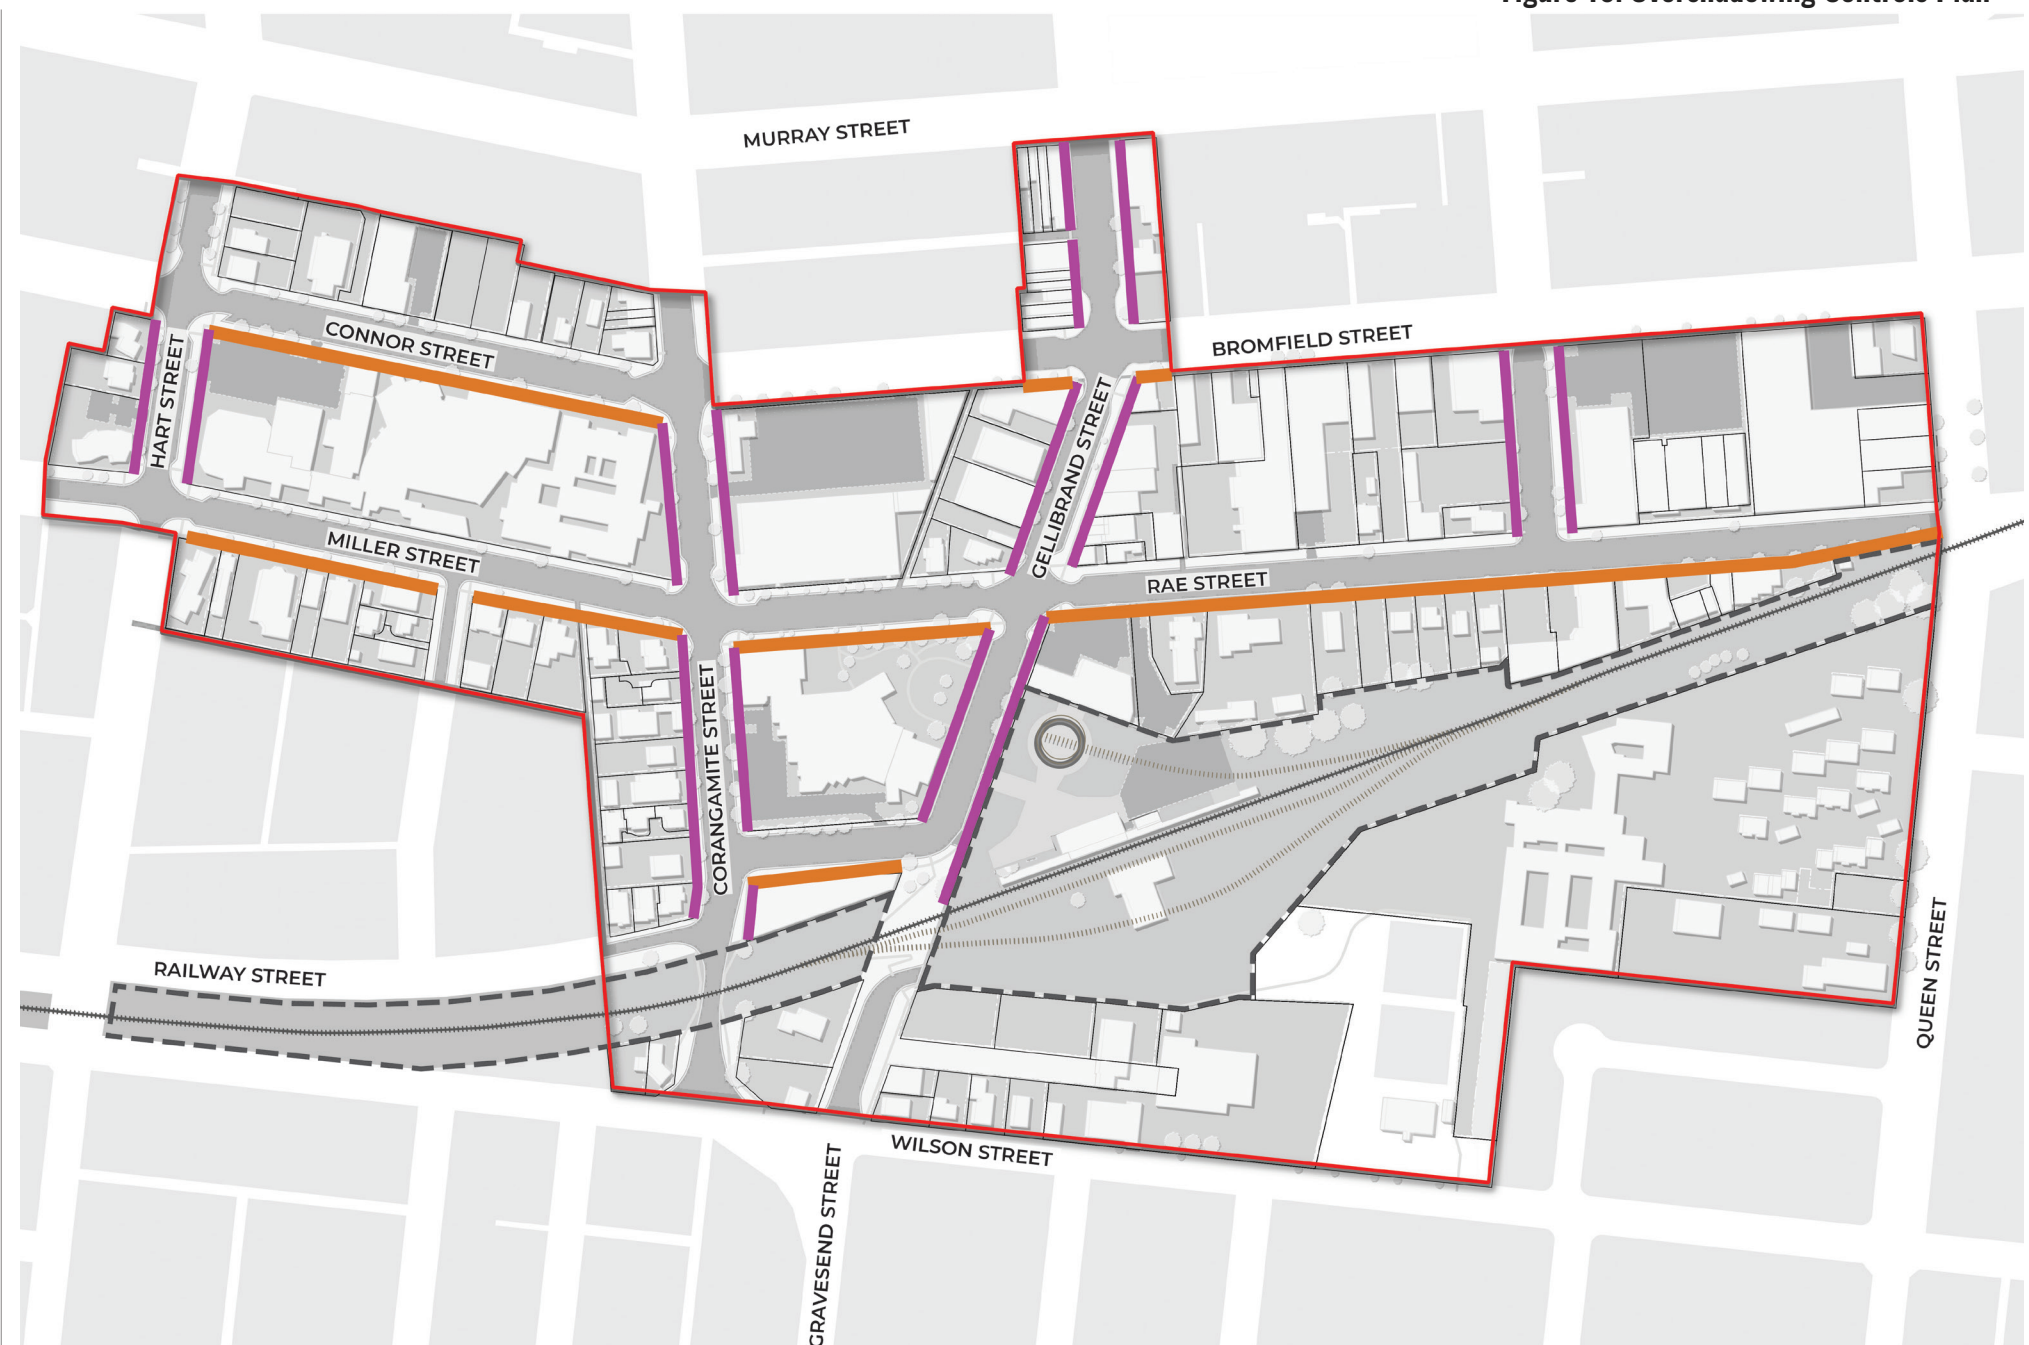 MURRAY STREET
CONNOR STREET
BROMFIELD STREET
HART STREET
GELLIBRAND STREET
MILLER STREET
RAE STREET
CORANGAMITE STREET
RAILWAY STREET
QUEEN STREET
WILSON STREET
GRAVESEND STREET